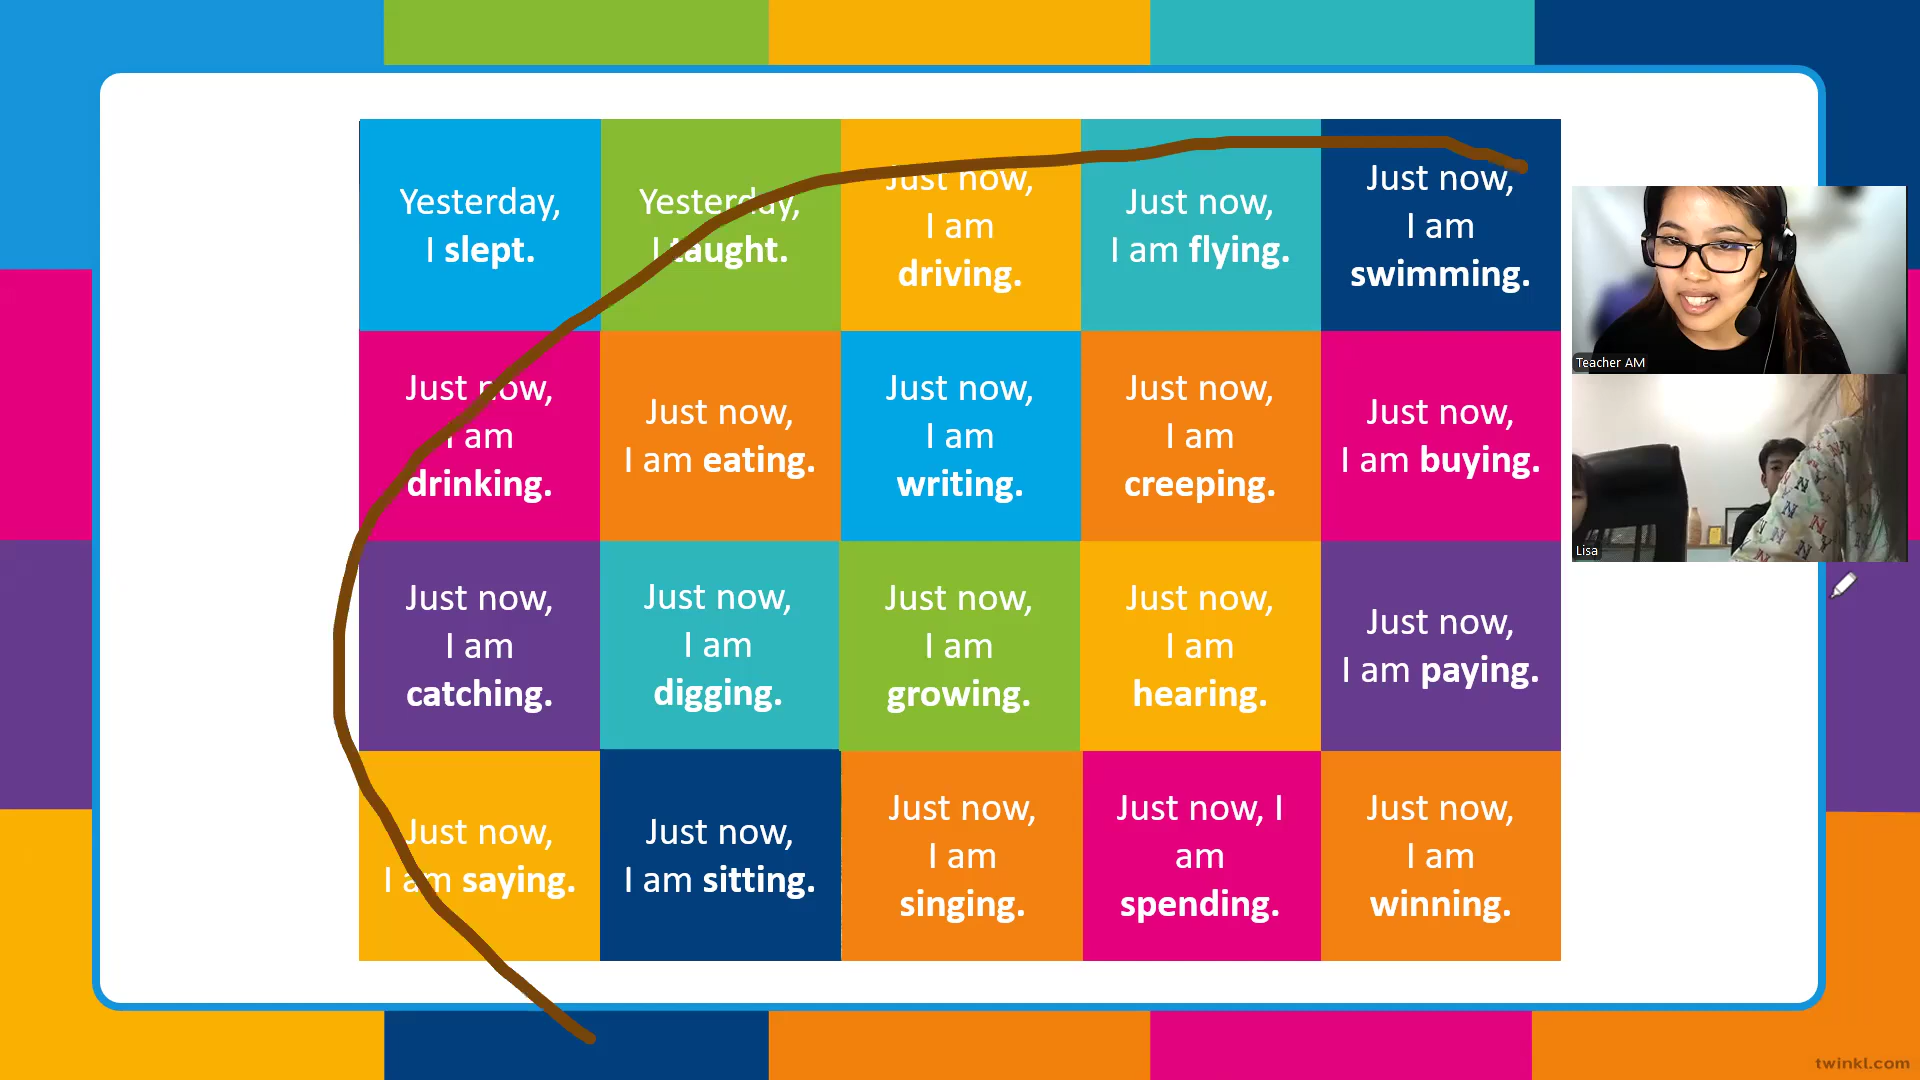 Yesterday,
I slept.
Yesterday,
I taught.
Just now,
I am
driving.
Just now,
I am flying.
Just now,
I am
swimming.
Just now,
I am
drinking.
Just now,
I am eating.
Just now,
I am
writing.
Just now,
I am
creeping.
Just now,
I am buying.
Just now,
I am
catching.
Just now,
I am
digging.
Just now,
I am
growing.
Just now,
I am
hearing.
Just now,
I am paying.
Just now,
I am saying.
Just now,
I am sitting.
Just now,
I am
singing.
Just now, I
am
spending.
Just now,
I am
winning.
Teacher AM
Lisa
twinkl.com